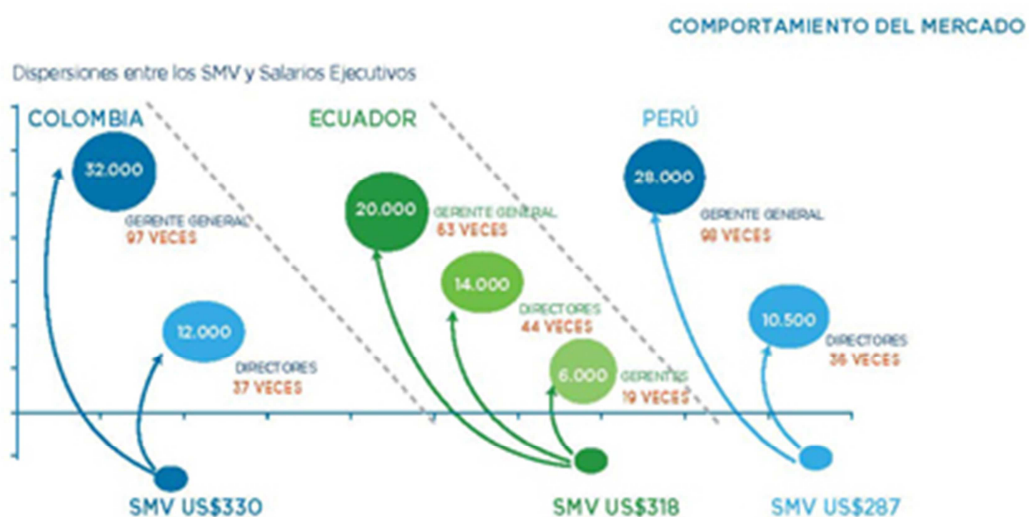 COMPORTAMIENTO DEL MERCADO
Dispersiones entre los SMV y Salarios Ejecutivos
COLOMBIA
32.000
GERENTE GENERAL
97 VECES
12.000
DIRECTORES
37 VECES
SMV US$330
ECUADOR
20.000
GERENTE GENERAL
63 VECES
14.000
DIRECTORES
44 VECES
6.000
GERENTES
19 VECES
SMV US$318
PERÚ
28.000
GERENTE GENERAL
98 VECES
10.500
DIRECTORES
36 VECES
SMV US$287